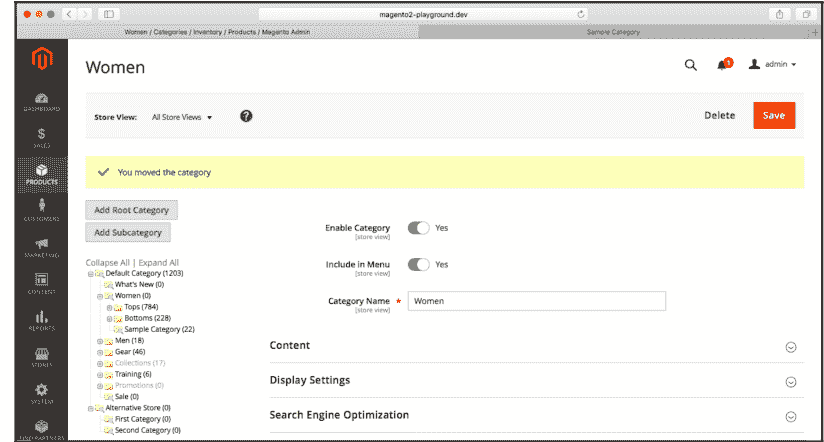 magento2-playground.dev
Women / Categories / Inventory / Products / Magento Admin
Sample Category
Women
1
admin
Store View: All Store Views ?
Delete
Save
You moved the category
DASHBOARD
SALES
PRODUCTS
CUSTOMERS
MARKETING
CONTENT
REPORTS
STORES
SYSTEM
FIND PARTNERS
Add Root Category
Add Subcategory
Collapse All | Expand All
Default Category (1203)
What's New (0)
Women (0)
Tops (784)
Bottoms (228)
Sample Category (22)
Men (18)
Gear (46)
Collections (17)
Training (6)
Promotions (0)
Sale (0)
Alternative Store (0)
First Category (0)
Second Category (0)
Enable Category
[store view]
Yes
Include in Menu
[store view]
Yes
Category Name *
[store view]
Women
Content
Display Settings
Search Engine Optimization